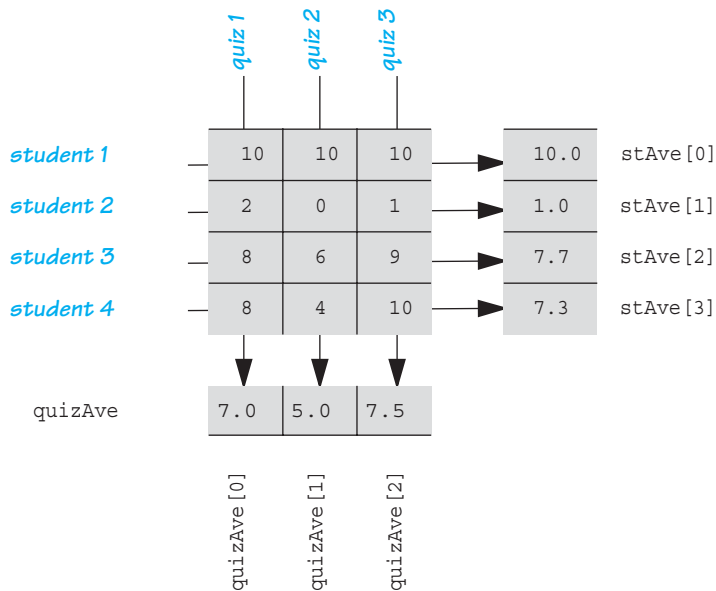 quiz 1 quiz 2 quiz 3
student 1 10 10 10 10.0 stAve[0]
student 2 2 0 1 1.0 stAve[1]
student 3 8 6 9 7.7 stAve[2]
student 4 8 4 10 7.3 stAve[3]
quizAve 7.0 5.0 7.5
quizAve[0] quizAve[1] quizAve[2]